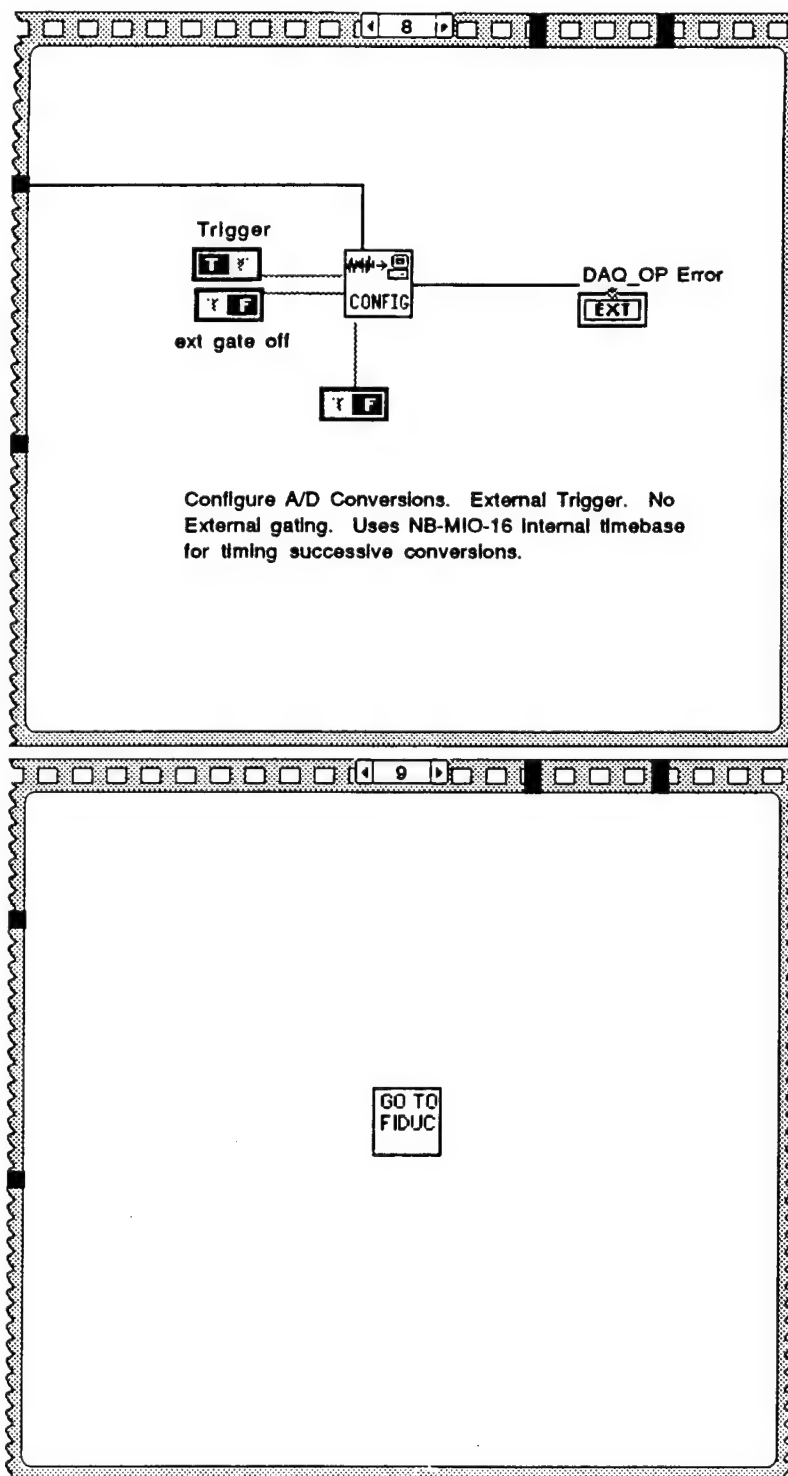 8
Trigger
T F
CONFIG
DAQ_OP Error
EXT
T F
ext gate off
T F
Configure A/D Conversions. External Trigger. No
External gating. Uses NB-MIO-16 internal timebase
for timing successive conversions.
9
GO TO
FIDUC